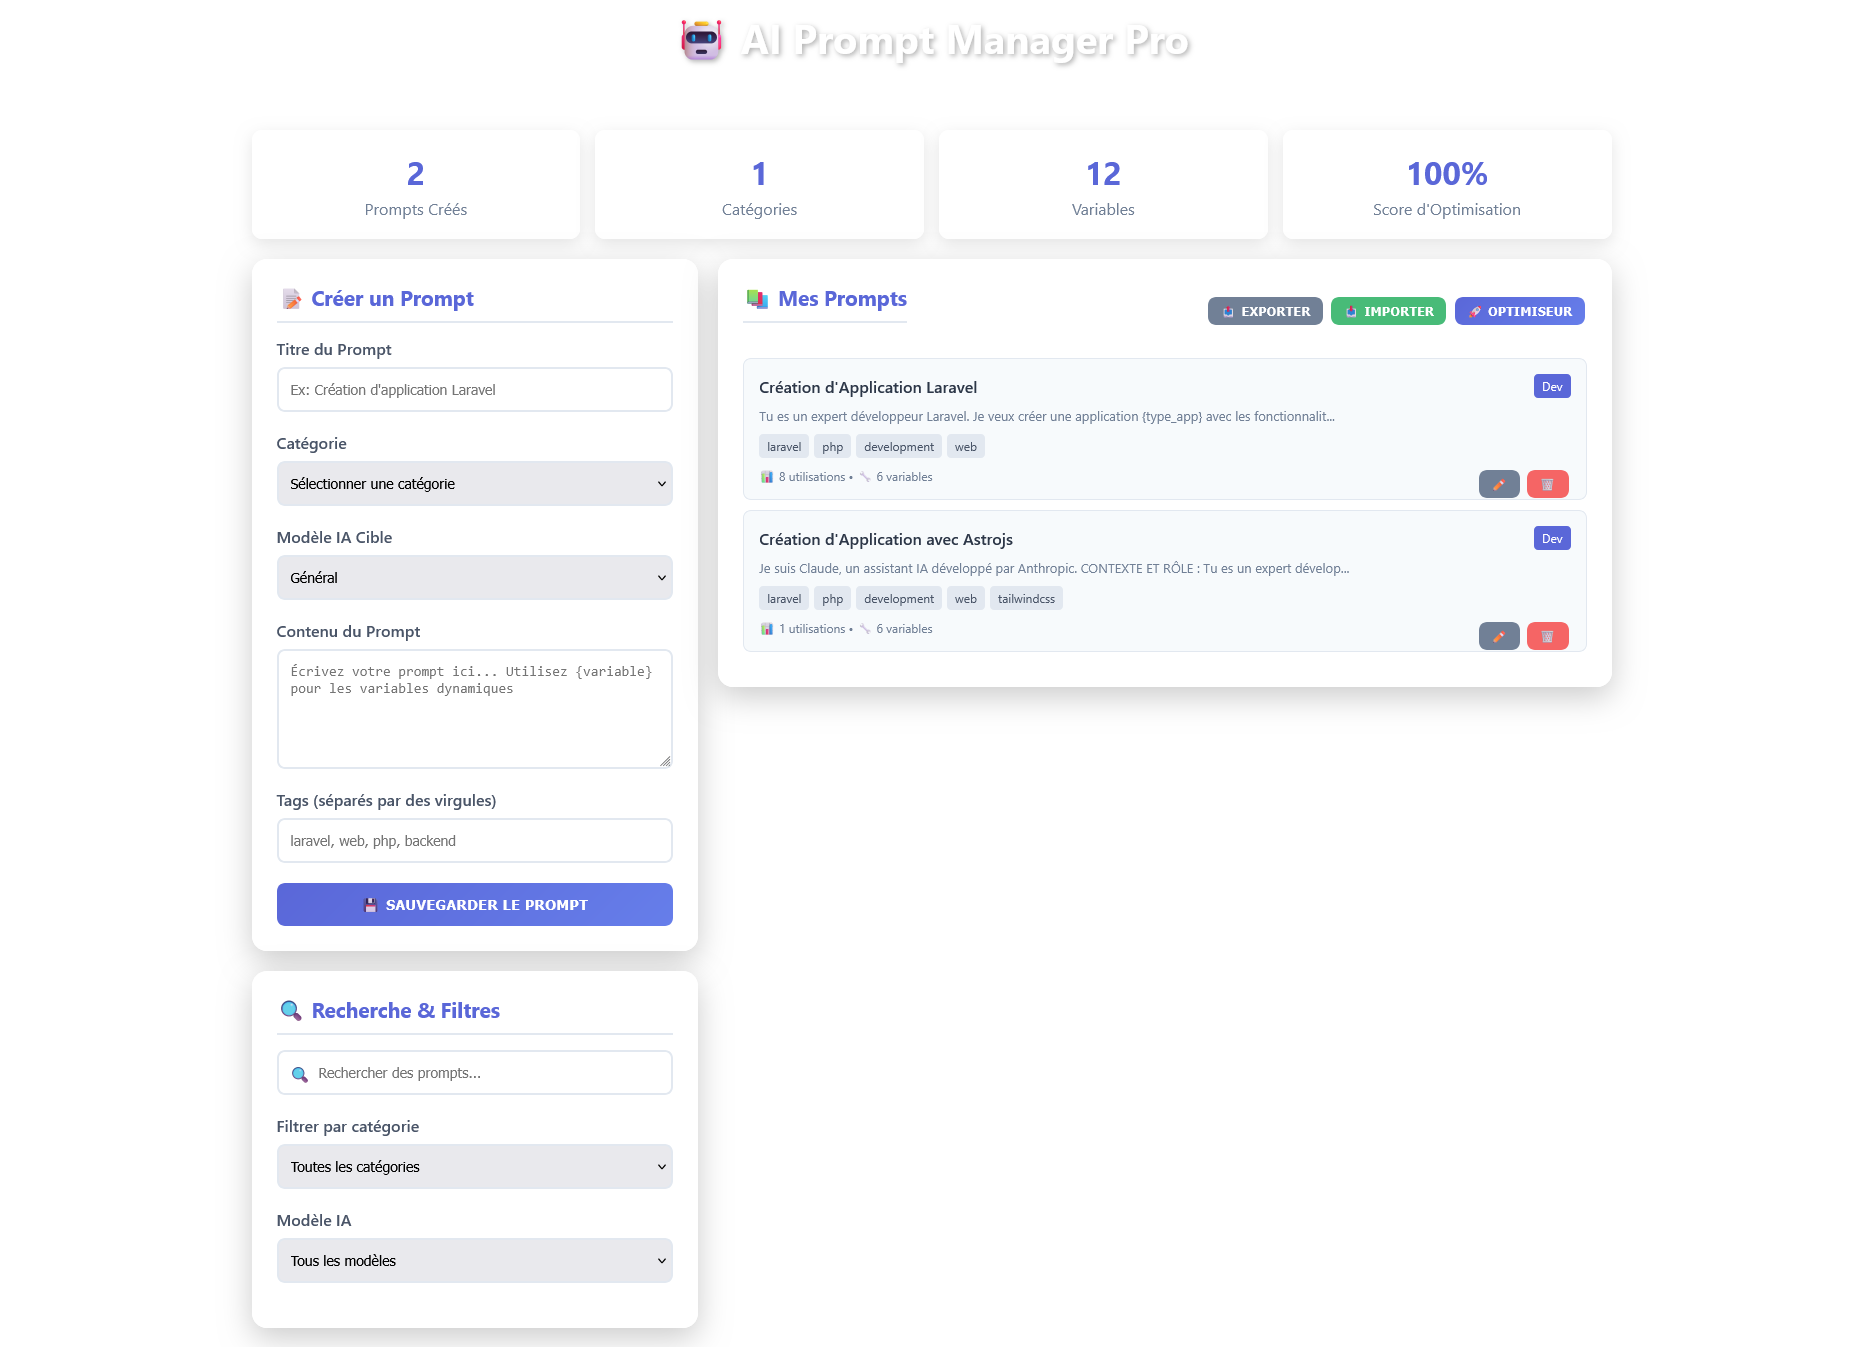 AI Prompt Manager Pro
2
Prompts Créés
1
Catégories
12
Variables
100%
Score d'Optimisation
Créer un Prompt
Titre du Prompt
Ex: Création d'application Laravel
Catégorie
Sélectionner une catégorie
Modèle IA Cible
Général
Contenu du Prompt
Écrivez votre prompt ici... Utilisez {variable}
pour les variables dynamiques
Tags (séparés par des virgules)
laravel, web, php, backend
SAUVEGARDER LE PROMPT
Recherche & Filtres
Rechercher des prompts...
Filtrer par catégorie
Toutes les catégories
Modèle IA
Tous les modèles
Mes Prompts
EXPORTER
IMPORTER
OPTIMISEUR
Création d'Application Laravel
Dev
Tu es un expert développeur Laravel. Je veux créer une application {type_app} avec les fonctionnalit...
laravel php development web
8 utilisations • 6 variables
Création d'Application avec Astrojs
Dev
Je suis Claude, un assistant IA développé par Anthropic. CONTEXTE ET RÔLE : Tu es un expert dévelop...
laravel php development web tailwindcss
1 utilisations • 6 variables